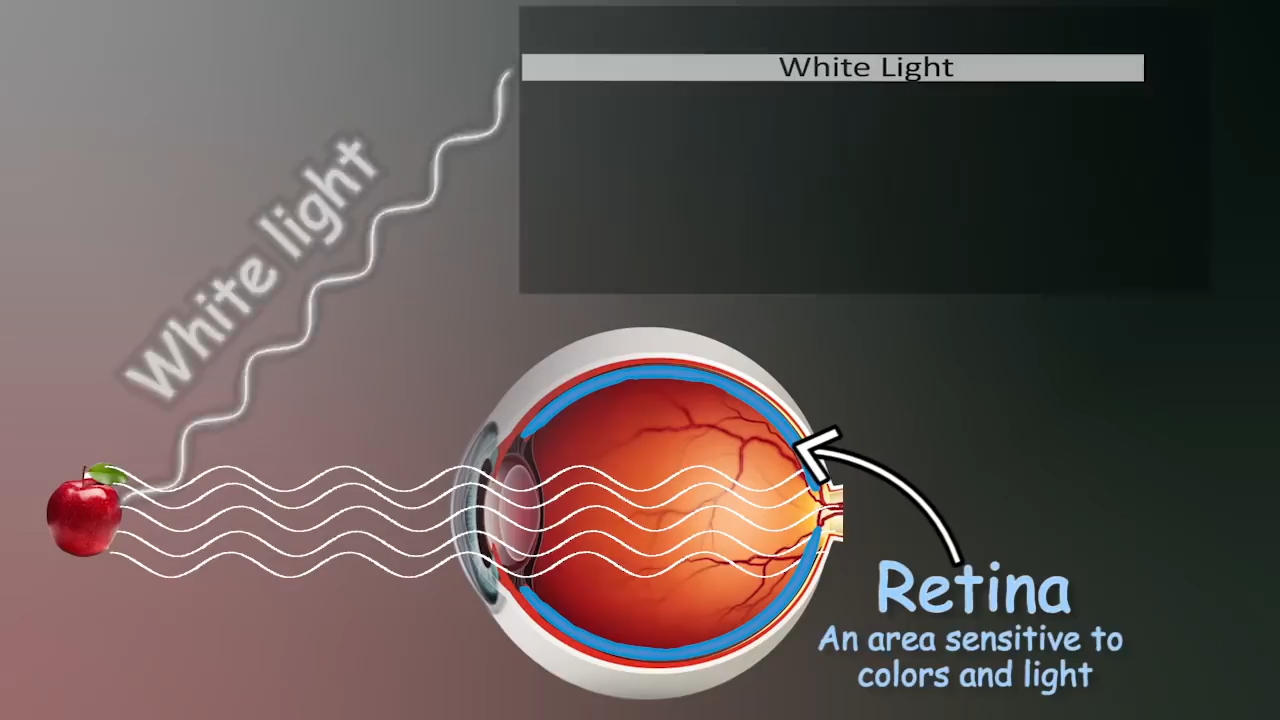 White Light
White light
Retina
An area sensitive to
colors and light